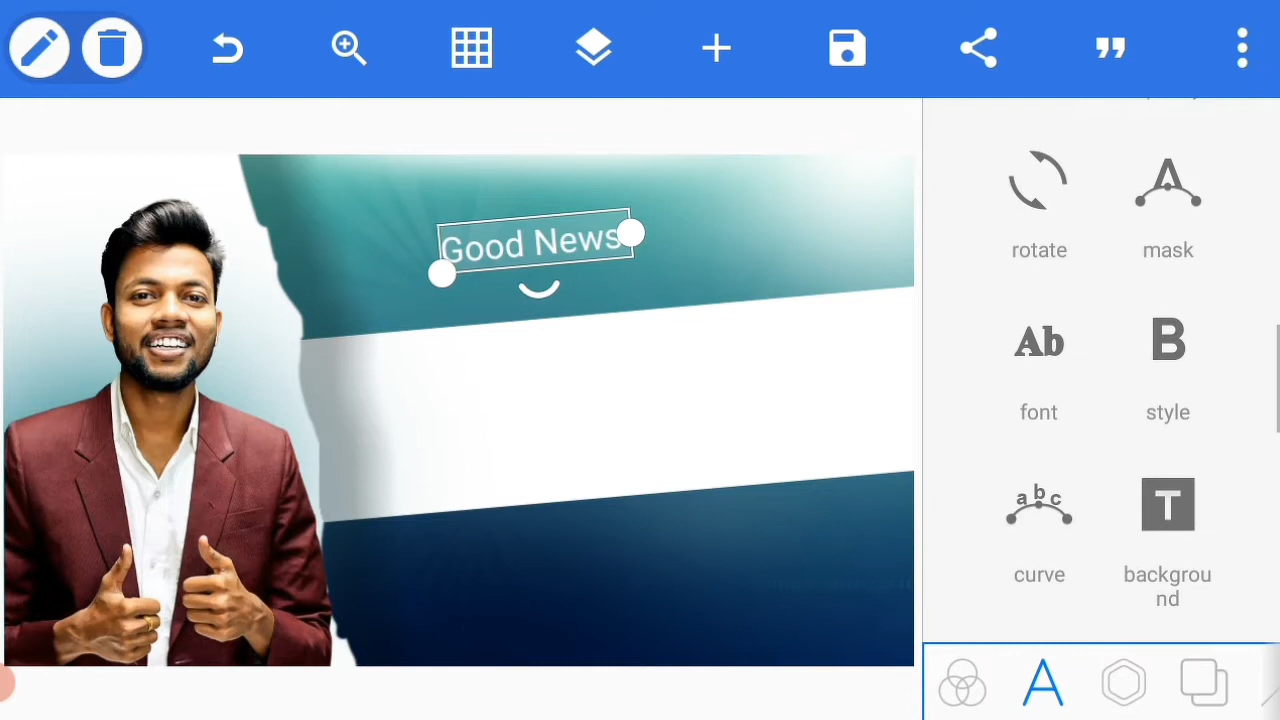 Good News
rotate
mask
Ab
B
font
style
abc
T
curve
backgrou
nd
A